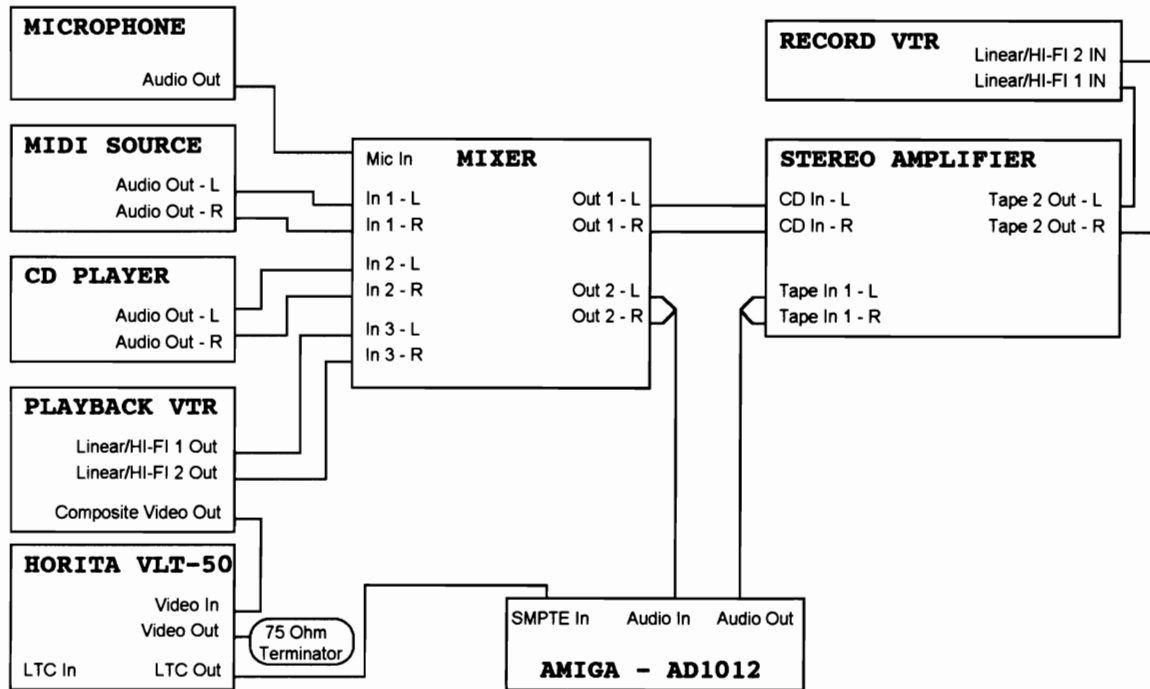 MICROPHONE
Audio Out
MIDI SOURCE
Audio Out - L
Audio Out - R
CD PLAYER
Audio Out - L
Audio Out - R
PLAYBACK VTR
Linear/HI-FI 1 Out
Linear/HI-FI 2 Out
Composite Video Out
HORITA VLT-50
Video In
Video Out
75 Ohm
Terminator
LTC In
LTC Out
MIXER
Mic In
In 1 - L
In 1 - R
In 2 - L
In 2 - R
In 3 - L
In 3 - R
Out 1 - L
Out 1 - R
Out 2 - L
Out 2 - R
RECORD VTR
Linear/HI-FI 2 IN
Linear/HI-FI 1 IN
STEREO AMPLIFIER
CD In - L
CD In - R
Tape 2 Out - L
Tape 2 Out - R
Tape In 1 - L
Tape In 1 - R
SMPTE In
Audio In
Audio Out
AMIGA - AD1012